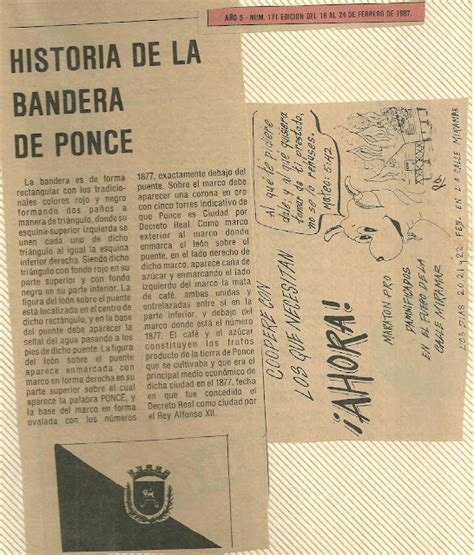 AÑO 5 - NUM. 171 EDICION DEL 18 AL 24 DE FEBRERO DE 1987.
HISTORIA DE LA
BANDERA
DE PONCE
La bandera es de forma
rectangular con los tradicionales
colores rojo y negro
formando dos paños a
manera de triángulo, donde su
esquina superior izquierda se
unen cada uno de dicho
triángulo al igual la esquina
inferior derecha. Siendo dicho
triángulo con fondo rojo en su
parte superior y con fondo
negro en su parte inferior. La
figura del león sobre el puente
está localizada en el centro de
dicho rectángulo, y en la base
del puente debe aparecer la
señal del agua pasando a los
pies de dicho puente. La figura
del león sobre el puente
aparece enmarcada con
marco en forma derecha en su
parte superior sobre el cual
aparece la palabra PONCE, y
la base del marco en forma
ovalada con los números
1877, exactamente debajo del
puente. Sobre el marco debe
aparecer una corona en oro
con cinco torres indicativo de
que Ponce es Ciudad por
Decreto Real. Como marco
exterior al marco donde
enmarca el león sobre el
puente, en el lado derecho de
dicho marco, aparece caña de
azúcar y enmarcando el lado
izquierdo del marco la mata
de café, ambas unidas y
entrelazadas entre sí en la
parte inferior, y debajo del
marco donde está el número
1877. El café y el azúcar
constituyen los frutos
producto de la tierra de Ponce
que se cultivaba y que era el
principal medio económico de
dicha ciudad en el 1877, fecha
en que fue concedido el
Decreto Real como ciudad por
el Rey Alfonso XII.
Al que te pidiere
dale, y al que quisiera
tomar de ti prestado,
no se lo rehuses.
Mateo: 5:42
COOPERE CON
LOS QUE NECESITAN
¡AHORA!
MARATON PRO
DAMNIFICADOS
EN EL FUEGO DE LA
CALLE MIRAMAR
LOS DIAS 20, 21 y 22 FEB. EN LA CALLE MIRAMAR